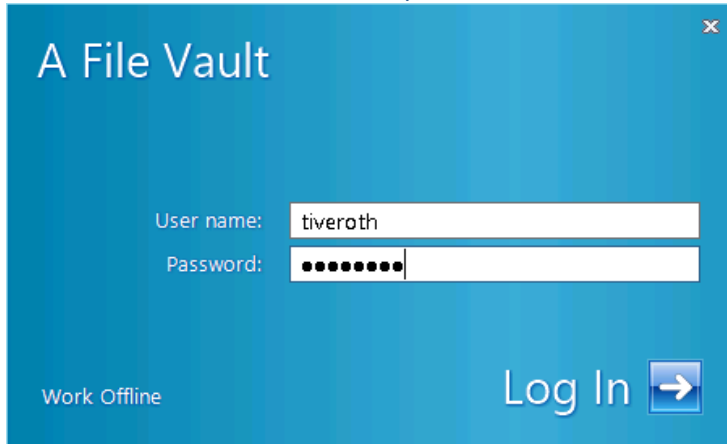 A File Vault
User name: tiveroth
Password: ●●●●●●●●
Work Offline
Log In